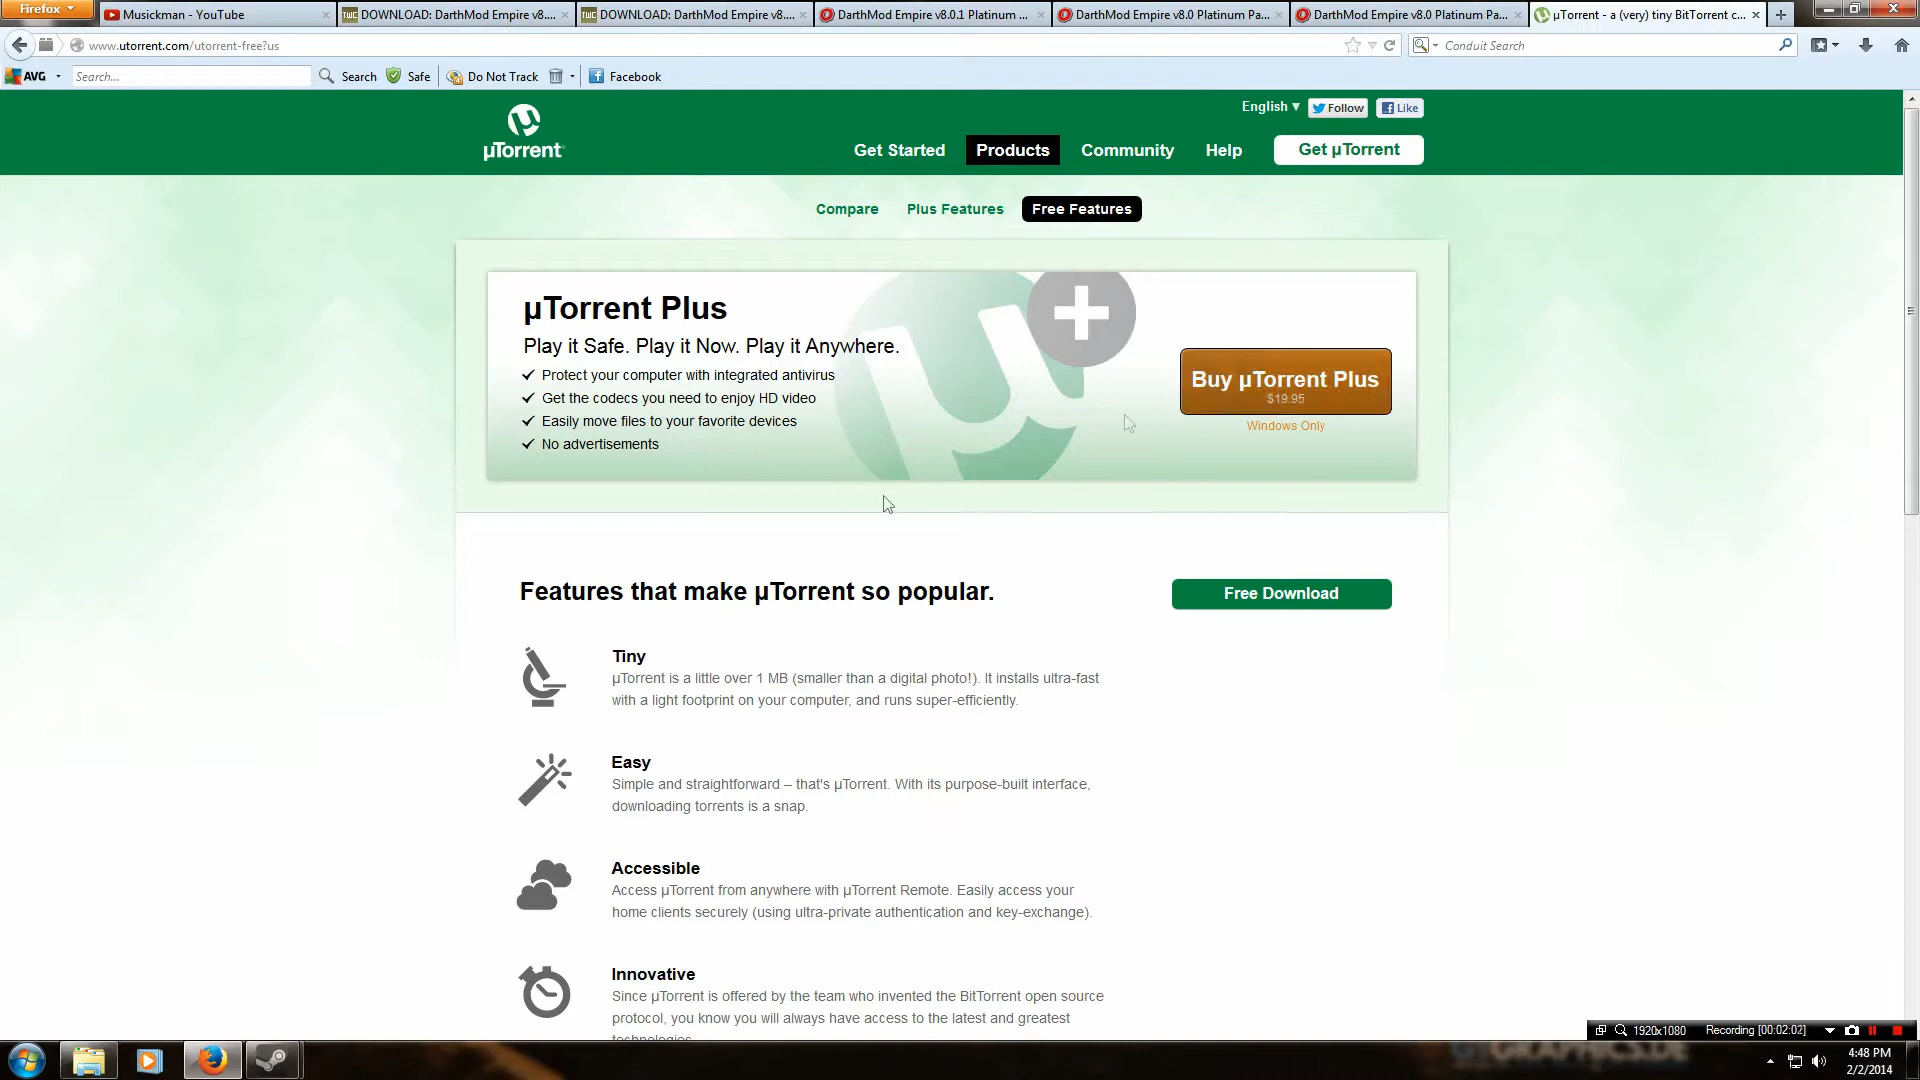 Firefox
Musickman - YouTube
TWC DOWNLOAD: DarthMod Empire v8....
TWC DOWNLOAD: DarthMod Empire v8....
DarthMod Empire v8.0.1 Platinum ...
DarthMod Empire v8.0 Platinum Pa...
DarthMod Empire v8.0 Platinum Pa...
µTorrent - a (very) tiny BitTorrent c...
www.utorrent.com/utorrent-free?us
Conduit Search
AVG
Search...
Search
Safe
Do Not Track
Facebook
English ▾
Follow
Like
µTorrent
Get Started
Products
Community
Help
Get µTorrent
Compare
Plus Features
Free Features
µTorrent Plus
Play it Safe. Play it Now. Play it Anywhere.
Protect your computer with integrated antivirus
Get the codecs you need to enjoy HD video
Easily move files to your favorite devices
No advertisements
Buy µTorrent Plus
$19.95
Windows Only
Features that make µTorrent so popular.
Free Download
Tiny
µTorrent is a little over 1 MB (smaller than a digital photo!). It installs ultra-fast
with a light footprint on your computer, and runs super-efficiently.
Easy
Simple and straightforward – that's µTorrent. With its purpose-built interface,
downloading torrents is a snap.
Accessible
Access µTorrent from anywhere with µTorrent Remote. Easily access your
home clients securely (using ultra-private authentication and key-exchange).
Innovative
Since µTorrent is offered by the team who invented the BitTorrent open source
protocol, you know you will always have access to the latest and greatest
technologies.
1920x1080
Recording [00:02:02]
4:48 PM
2/2/2014